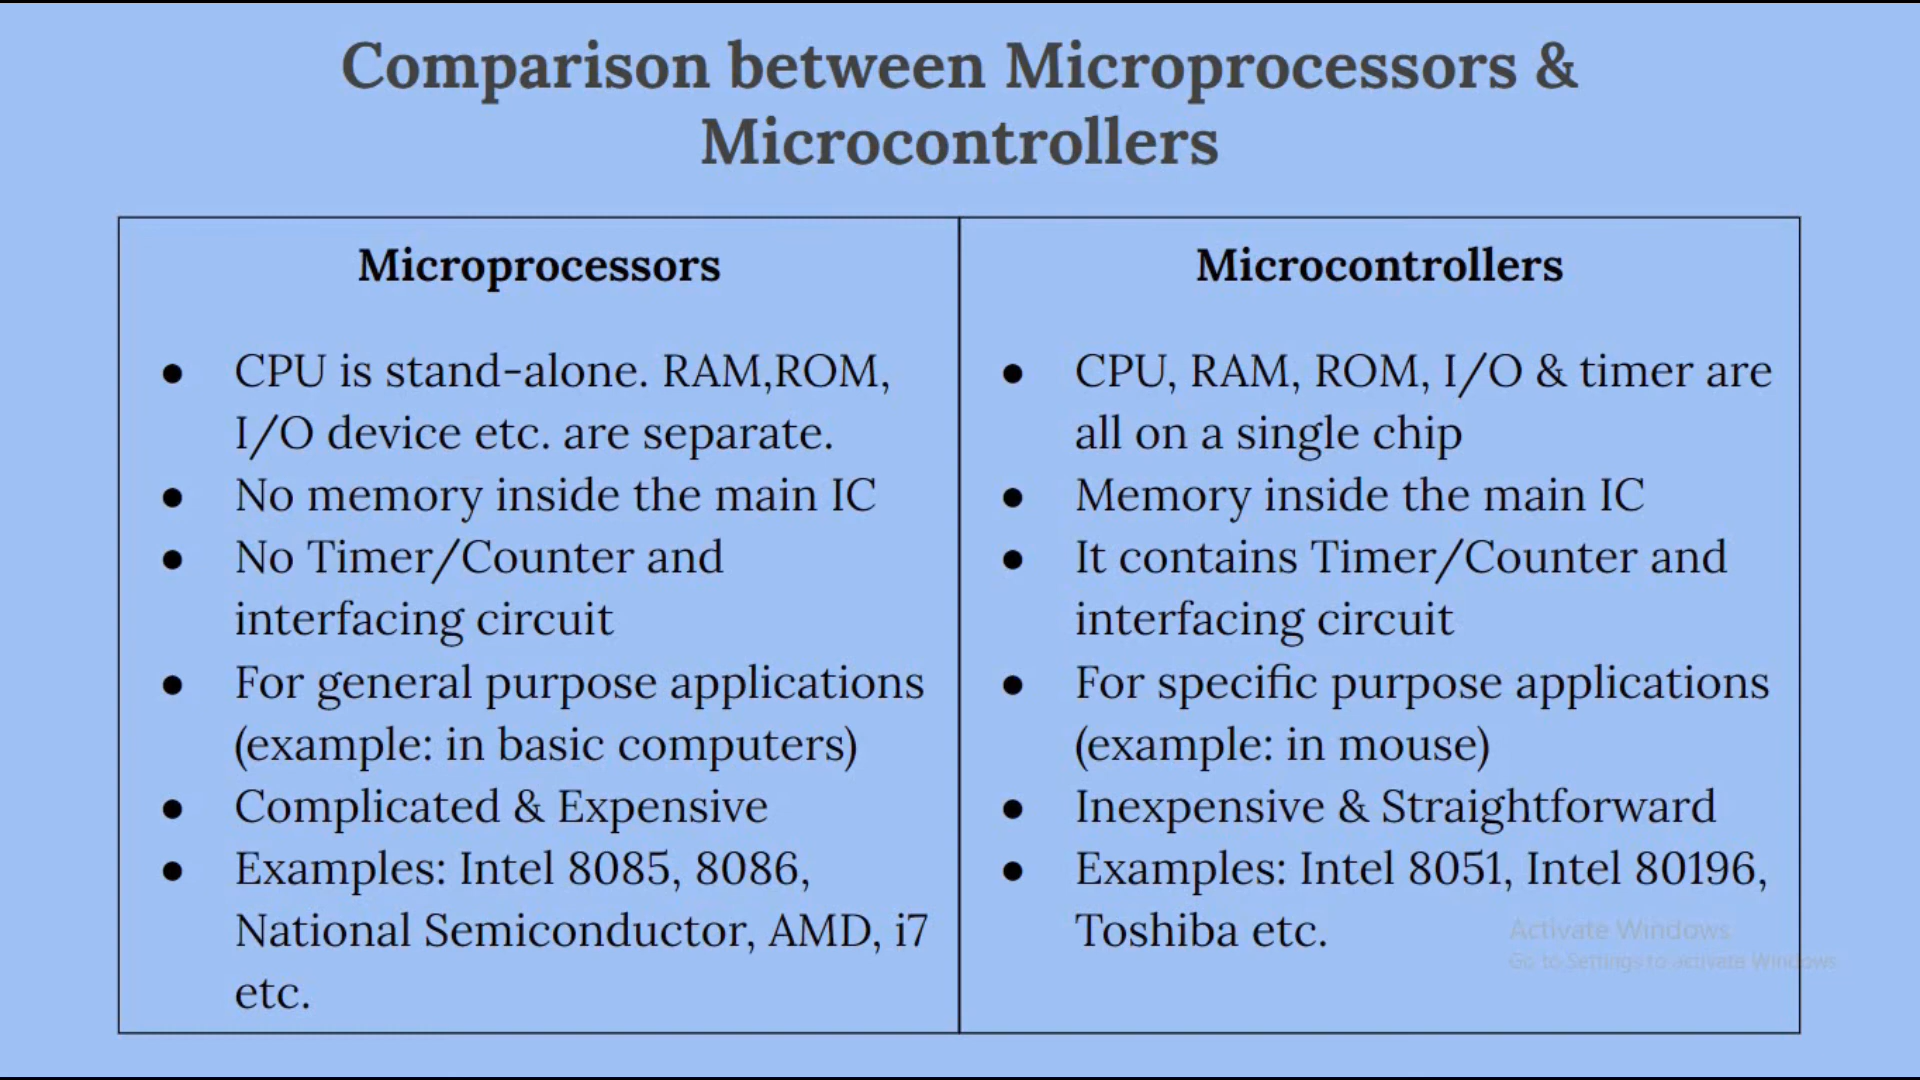 Comparison between Microprocessors &
Microcontrollers
Microprocessors
● CPU is stand-alone. RAM,ROM,
I/O device etc. are separate.
● No memory inside the main IC
● No Timer/Counter and
interfacing circuit
● For general purpose applications
(example: in basic computers)
● Complicated & Expensive
● Examples: Intel 8085, 8086,
National Semiconductor, AMD, i7
etc.
Microcontrollers
● CPU, RAM, ROM, I/O & timer are
all on a single chip
● Memory inside the main IC
● It contains Timer/Counter and
interfacing circuit
● For specific purpose applications
(example: in mouse)
● Inexpensive & Straightforward
● Examples: Intel 8051, Intel 80196,
Toshiba etc.
Activate Windows
Go to Settings to activate Windows.